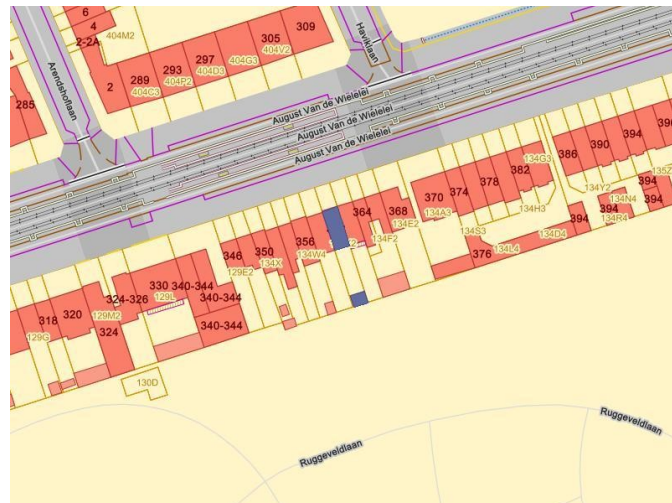 6
4
2-2A
404M2
Arendshoflaan
285
2
289
404C3
293
404P2
297
404D3
404G3
305
404V2
309
Haviklaan
August Van de Wielelei
August Van de Wielelei
August Van de Wielelei
318
129G
320
129M2
324-326
324
330
129L
340-344
340-344
340-344
346
129E2
350
134X
356
134W4
364
134F2
368
134E2
370
134A3
374
134S3
378
376
134L4
382
134G3
134H3
134D4
386
390
134Y2
394
394
394
134R4
134N4
394
394
135Z
396
130D
Ruggeveldlaan
Ruggeveldlaan